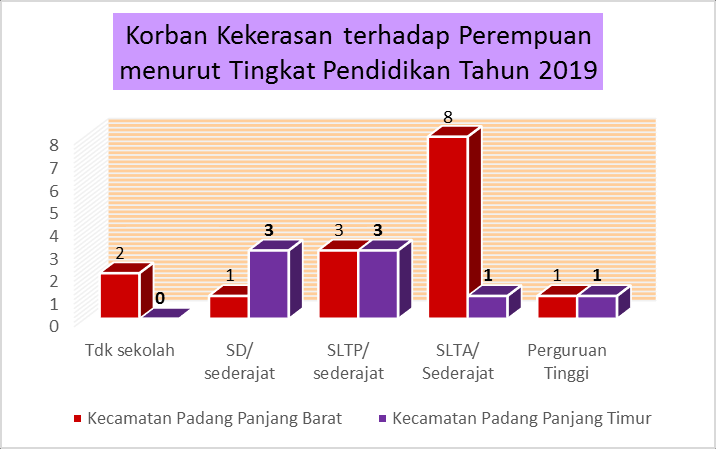 Korban Kekerasan terhadap Perempuan
menurut Tingkat Pendidikan Tahun 2019
8
7
6
5
4
3
2
1
0
2
0
1
3
3
3
8
1
1
1
Tdk sekolah
SD/
sederajat
SLTP/
sederajat
SLTA/
Sederajat
Perguruan
Tinggi
Kecamatan Padang Panjang Barat
Kecamatan Padang Panjang Timur